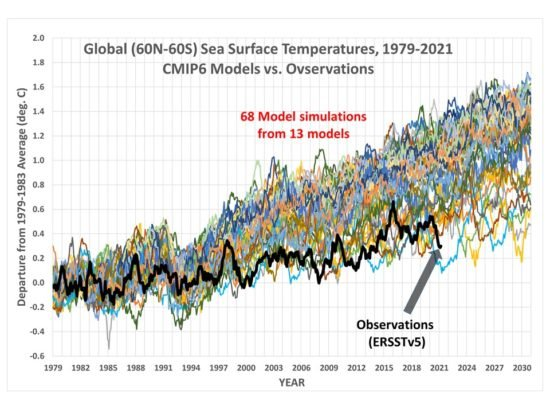 Global (60N-60S) Sea Surface Temperatures, 1979-2021
CMIP6 Models vs. Ovservations
68 Model simulations
from 13 models
Departure from 1979-1983 Average (deg. C)
2.0
1.8
1.6
1.4
1.2
1.0
0.8
0.6
0.4
0.2
0.0
-0.2
-0.4
-0.6
Observations
(ERSSTv5)
1979 1982 1985 1988 1991 1994 1997 2000 2003 2006 2009 2012 2015 2018 2021 2024 2027 2030
YEAR